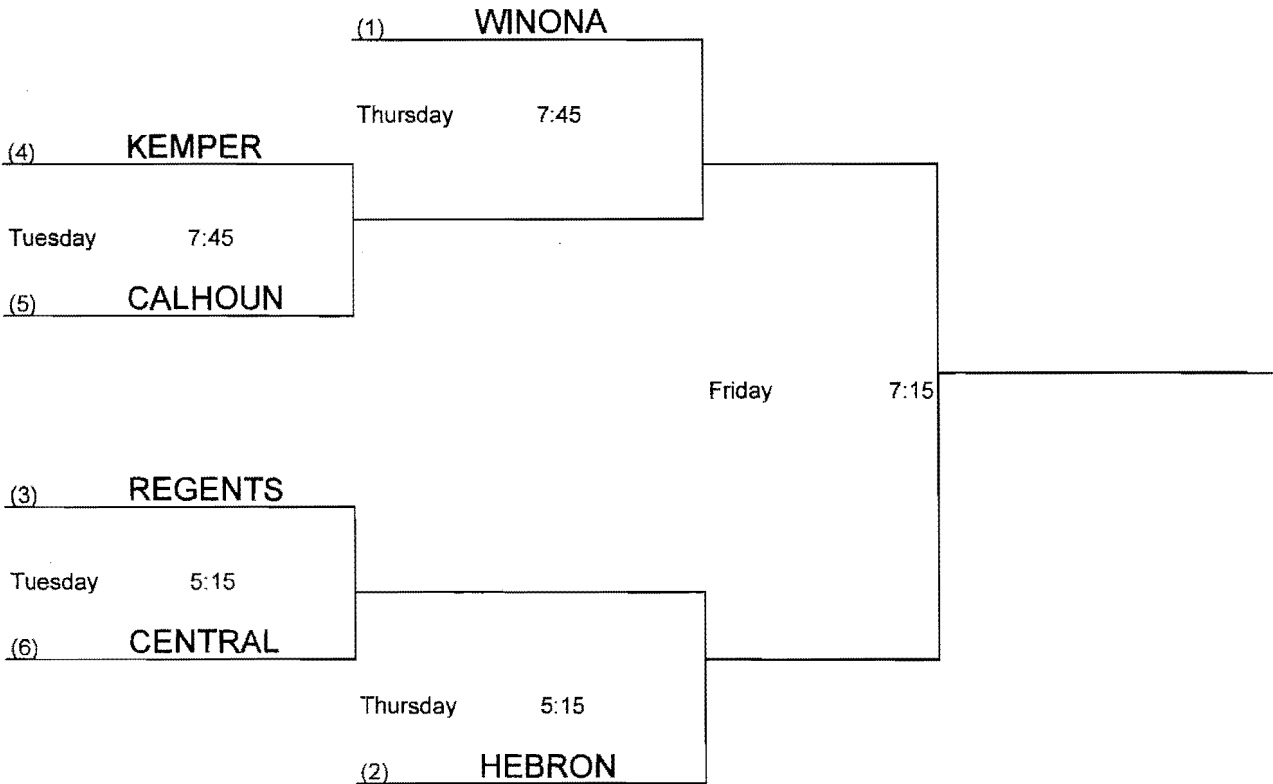 (1) WINONA
Thursday 7:45
(4) KEMPER
Tuesday 7:45
(5) CALHOUN
Friday 7:15
(3) REGENTS
Tuesday 5:15
(6) CENTRAL
Thursday 5:15
(2) HEBRON